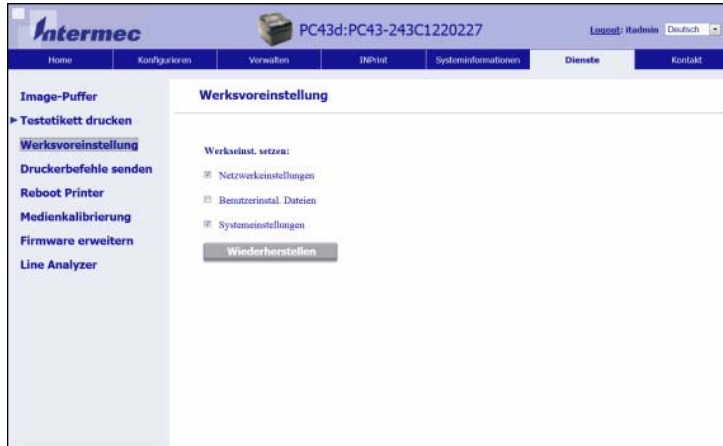 Intermec
PC43d:PC43-243C1220227
Logout: itadmin Deutsch
Home Konfigurieren Verwalten INPrint Systeminformationen Dienste Kontakt
Image-Puffer
Testetikett drucken
Werksvoreinstellung
Druckerbefehle senden
Reboot Printer
Medienkalibrierung
Firmware erweitern
Line Analyzer
Werksvoreinstellung
Werkseinst. setzen:
Netzwerkeinstellungen
Benutzerinstal. Dateien
Systemeinstellungen
Wiederherstellen